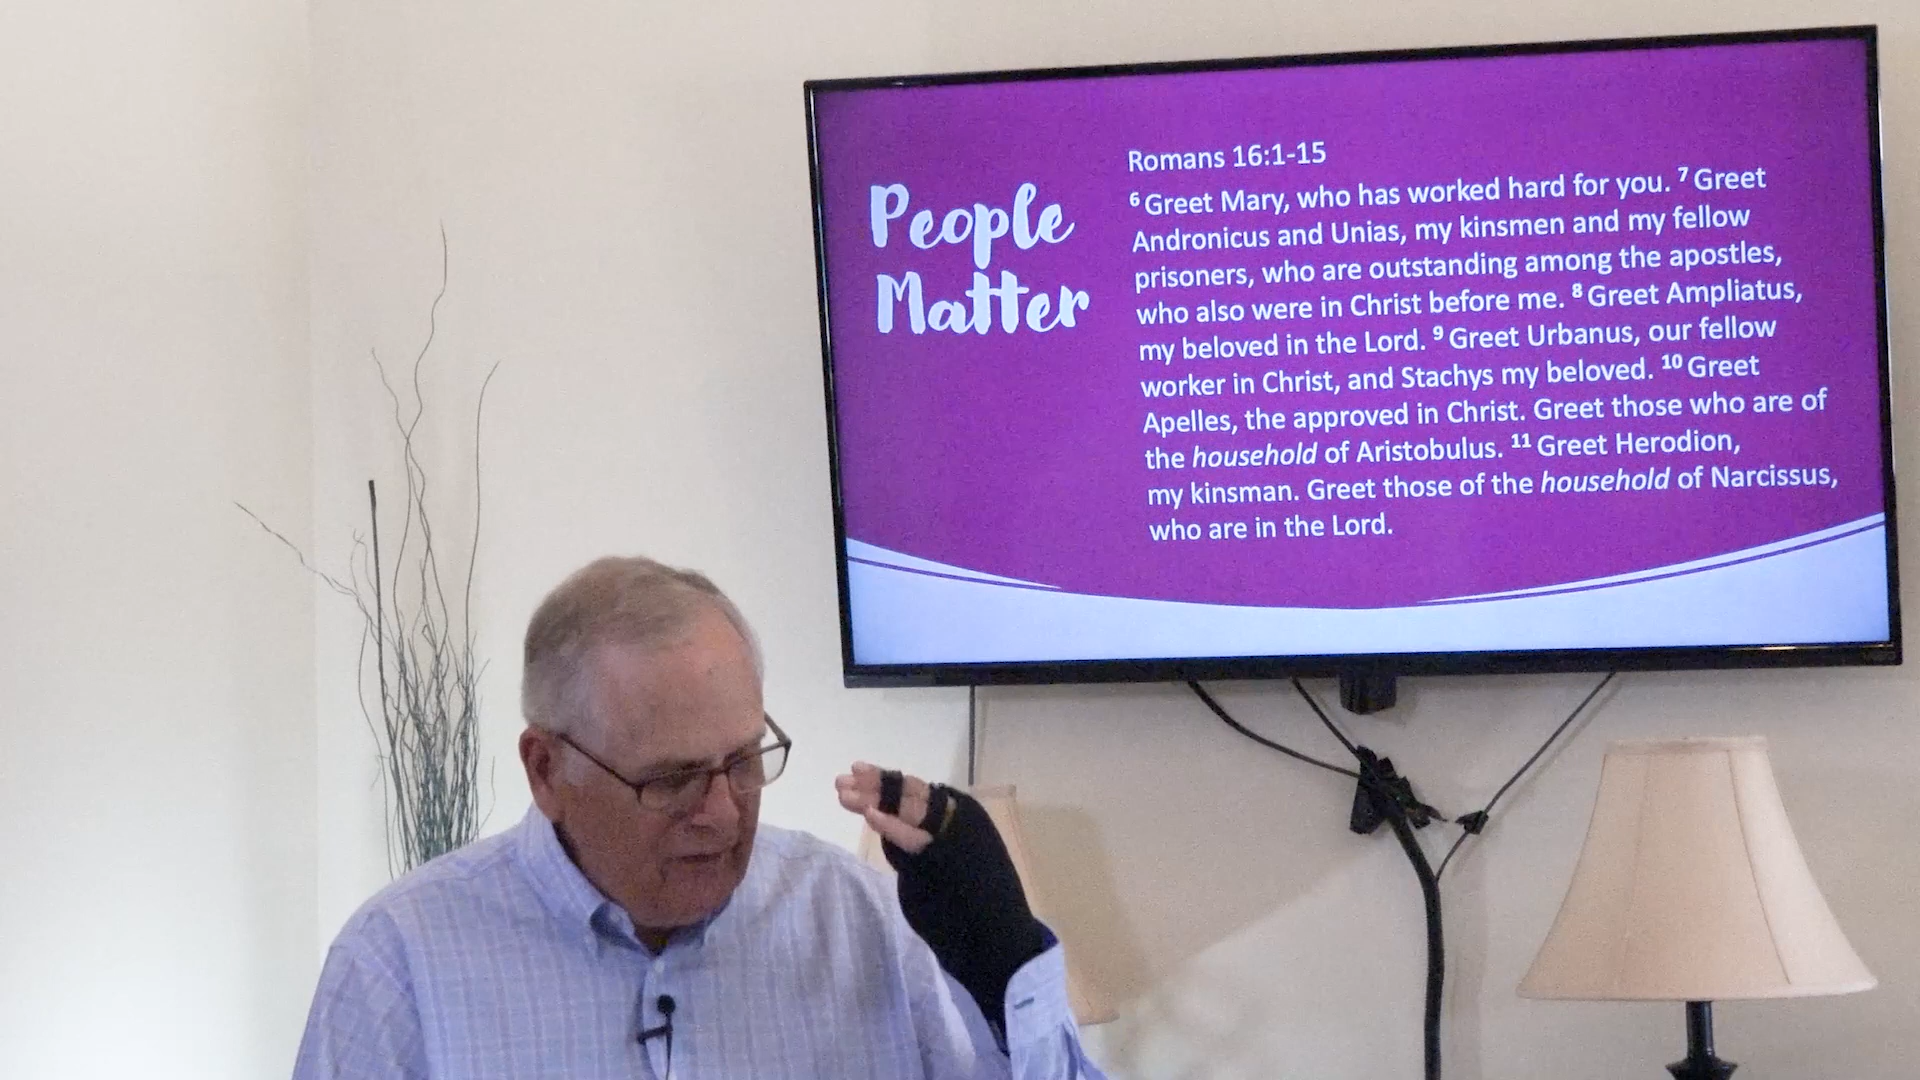 People
Matter
Romans 16:1-15
6 Greet Mary, who has worked hard for you. 7 Greet
Andronicus and Unias, my kinsmen and my fellow
prisoners, who are outstanding among the apostles,
who also were in Christ before me. 8 Greet Ampliatus,
my beloved in the Lord. 9 Greet Urbanus, our fellow
worker in Christ, and Stachys my beloved. 10 Greet
Apelles, the approved in Christ. Greet those who are of
the household of Aristobulus. 11 Greet Herodion,
my kinsman. Greet those of the household of Narcissus,
who are in the Lord.